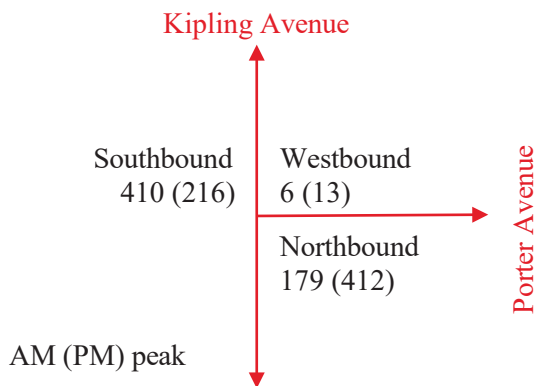 Kipling Avenue
Southbound
410 (216)
Westbound
6 (13)
Northbound
179 (412)
Porter Avenue
AM (PM) peak